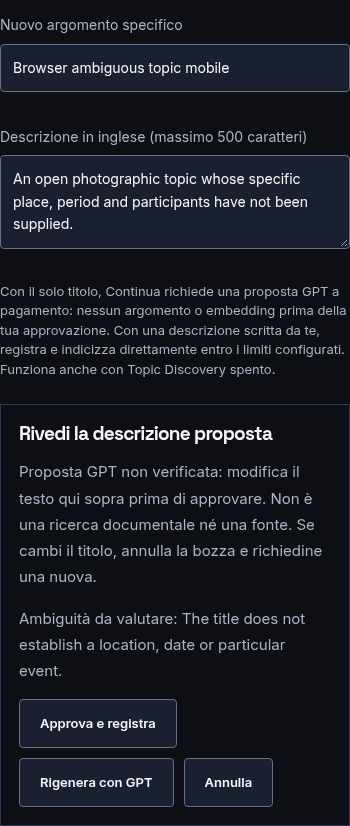 Nuovo argomento specifico
Browser ambiguous topic mobile
Descrizione in inglese (massimo 500 caratteri)
An open photographic topic whose specific
place, period and participants have not been
supplied.
Con il solo titolo, Continua richiede una proposta GPT a
pagamento: nessun argomento o embedding prima della
tua approvazione. Con una descrizione scritta da te,
registra e indicizza direttamente entro i limiti configurati.
Funziona anche con Topic Discovery spento.
Rivedi la descrizione proposta
Proposta GPT non verificata: modifica il
testo qui sopra prima di approvare. Non è
una ricerca documentale né una fonte. Se
cambi il titolo, annulla la bozza e richiedine
una nuova.
Ambiguità da valutare: The title does not
establish a location, date or particular
event.
Approva e registra
Rigenera con GPT
Annulla